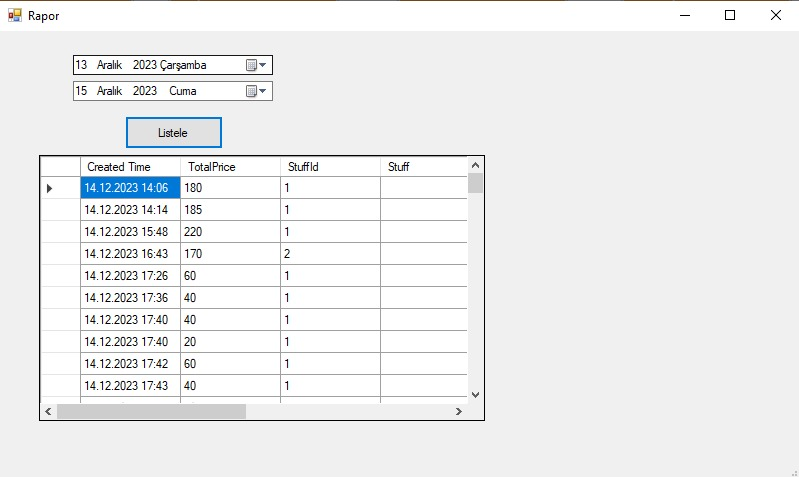 Rapor
13 Aralık 2023 Çarşamba
15 Aralık 2023 Cuma
Listele
Created Time TotalPrice StuffId Stuff
14.12.2023 14:06 180 1
14.12.2023 14:14 185 1
14.12.2023 15:48 220 1
14.12.2023 16:43 170 2
14.12.2023 17:26 60 1
14.12.2023 17:36 40 1
14.12.2023 17:40 40 1
14.12.2023 17:40 20 1
14.12.2023 17:42 60 1
14.12.2023 17:43 40 1